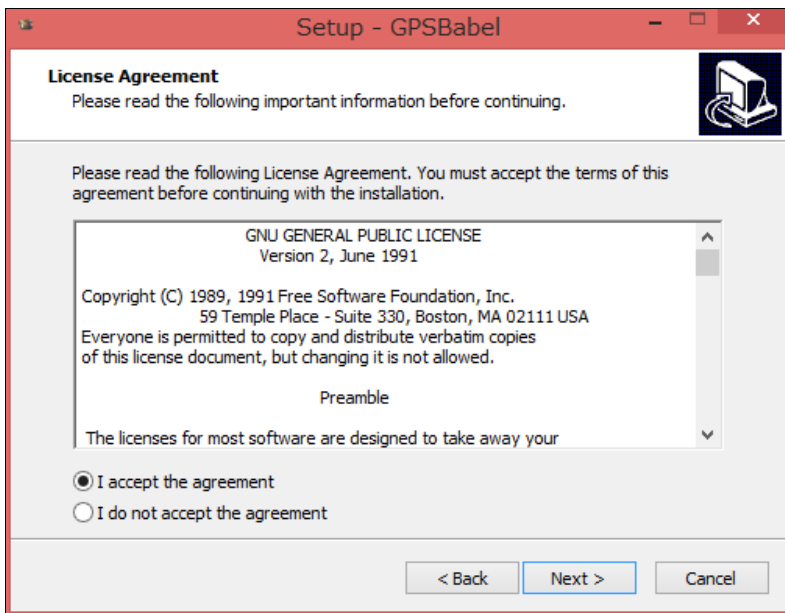 Setup - GPSBabel
License Agreement
Please read the following important information before continuing.
Please read the following License Agreement. You must accept the terms of this
agreement before continuing with the installation.
GNU GENERAL PUBLIC LICENSE
Version 2, June 1991
Copyright (C) 1989, 1991 Free Software Foundation, Inc.
59 Temple Place - Suite 330, Boston, MA 02111 USA
Everyone is permitted to copy and distribute verbatim copies
of this license document, but changing it is not allowed.
Preamble
The licenses for most software are designed to take away your
I accept the agreement
I do not accept the agreement
< Back
Next >
Cancel